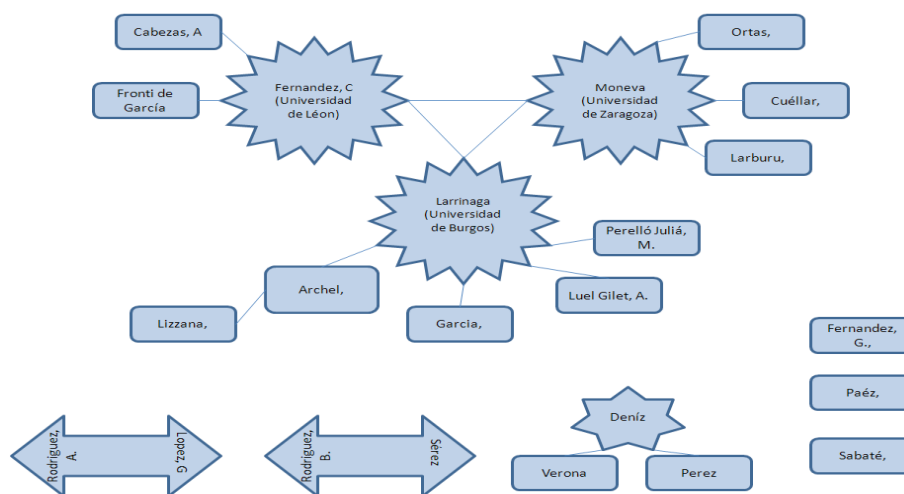 Cabezas, A
Ortas,
Fernandez, C
(Universidad
de Léon)
Moneva
(Universidad
de Zaragoza)
Fronti de
García
Cuéllar,
Larburu,
Larrinaga
(Universidad
de Burgos)
Perelló Juliá,
M.
Archel,
Luel Gilet, A.
Lizzana,
Garcia,
Fernandez,
G.,
Paéz,
Rodriguez,
A.
Lopez, G
Rodriguez,
B.
Sérez
Deníz
Verona
Perez
Sabaté,